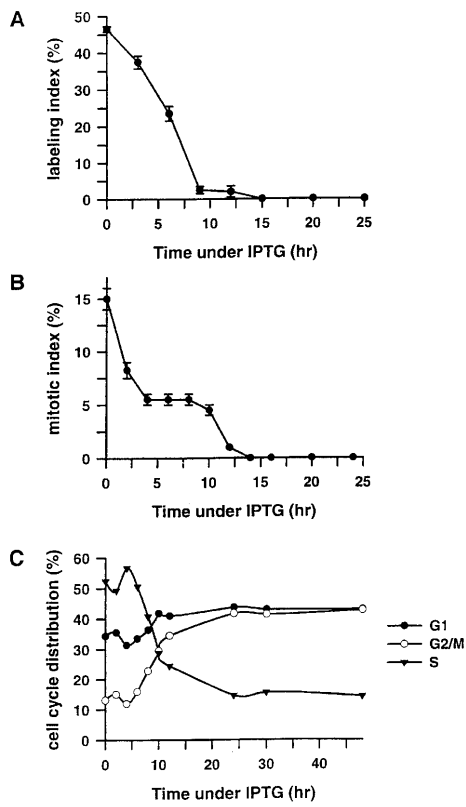 A
50
40
30
20
10
0
labeling index (%)
0 5 10 15 20 25
Time under IPTG (hr)
B
15
10
5
0
mitotic index (%)
0 5 10 15 20 25
Time under IPTG (hr)
C
60
50
40
30
20
10
0
cell cycle distribution (%)
G1
G2/M
S
0 10 20 30 40
Time under IPTG (hr)